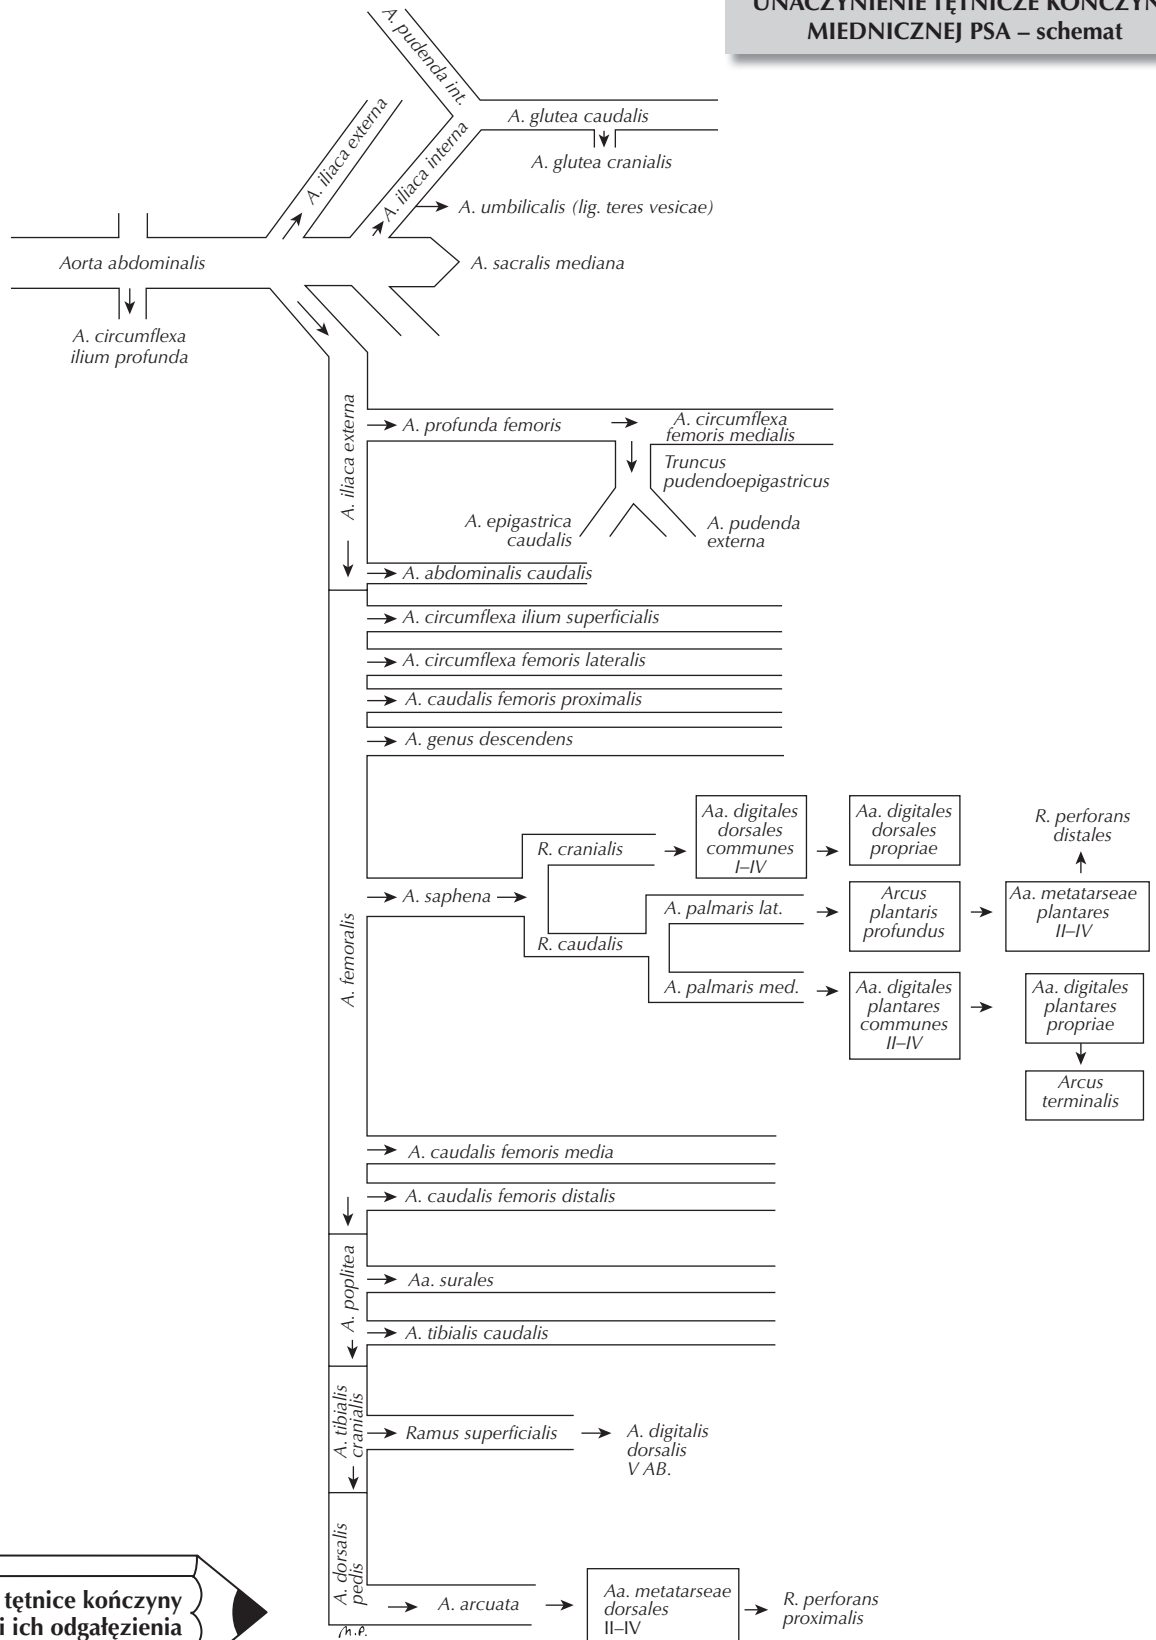 UNACZYNIENIE TĘTNICZE KOŃCZYNY
MIEDNICZNEJ PSA – schemat
A. pudenda int.
A. glutea caudalis
A. glutea cranialis
A. iliaca externa
A. iliaca interna
A. umbilicalis (lig. teres vesicae)
Aorta abdominalis
A. sacralis mediana
A. circumflexa
ilium profunda
A. iliaca externa
A. profunda femoris
A. circumflexa
femoris medialis
Truncus
pudendoepigastricus
A. epigastrica
caudalis
A. pudenda
externa
A. abdominalis caudalis
A. circumflexa ilium superficialis
A. circumflexa femoris lateralis
A. caudalis femoris proximalis
A. genus descendens
A. femoralis
A. saphena
R. cranialis
Aa. digitales
dorsales
communes
I–IV
Aa. digitales
dorsales
propriae
R. perforans
distales
R. caudalis
A. palmaris lat.
Arcus
plantaris
profundus
Aa. metatarseae
plantares
II–IV
A. palmaris med.
Aa. digitales
plantares
communes
II–IV
Aa. digitales
plantares
propriae
Arcus
terminalis
A. caudalis femoris media
A. caudalis femoris distalis
A. poplitea
Aa. surales
A. tibialis caudalis
A. tibialis
cranialis
Ramus superficialis
A. digitalis
dorsalis
V AB.
A. dorsalis
pedis
A. arcuata
Aa. metatarseae
dorsales
II–IV
R. perforans
proximalis
M.P.
tętnice kończyny
i ich odgałęzienia